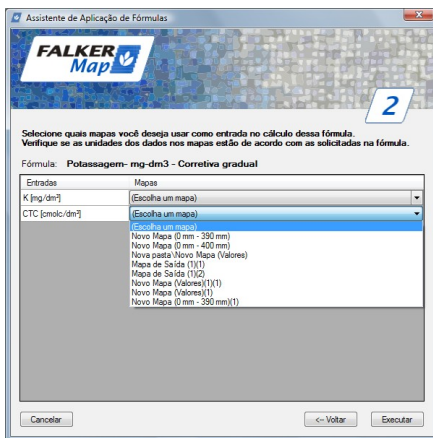 Assistente de Aplicação de Fórmulas
FALKER
Map
2
Selecione quais mapas você deseja usar como entrada no cálculo dessa fórmula.
Verifique se as unidades dos dados nos mapas estão de acordo com as solicitadas na fórmula.
Fórmula: Potassagem- mg-dm3 - Corretiva gradual
Entradas Mapas
K [mg/dm³] (Escolha um mapa)
CTC [cmolc/dm³] (Escolha um mapa)
(Escolha um mapa)
Novo Mapa (0 mm - 390 mm)
Novo Mapa (0 mm - 400 mm)
Nova pasta\Novo Mapa (Valores)
Mapa de Saída (1)(1)
Mapa de Saída (1)(2)
Novo Mapa (Valores)(1)(1)
Novo Mapa (Valores)(1)
Novo Mapa (0 mm - 390 mm)(1)
Cancelar <-- Voltar Executar